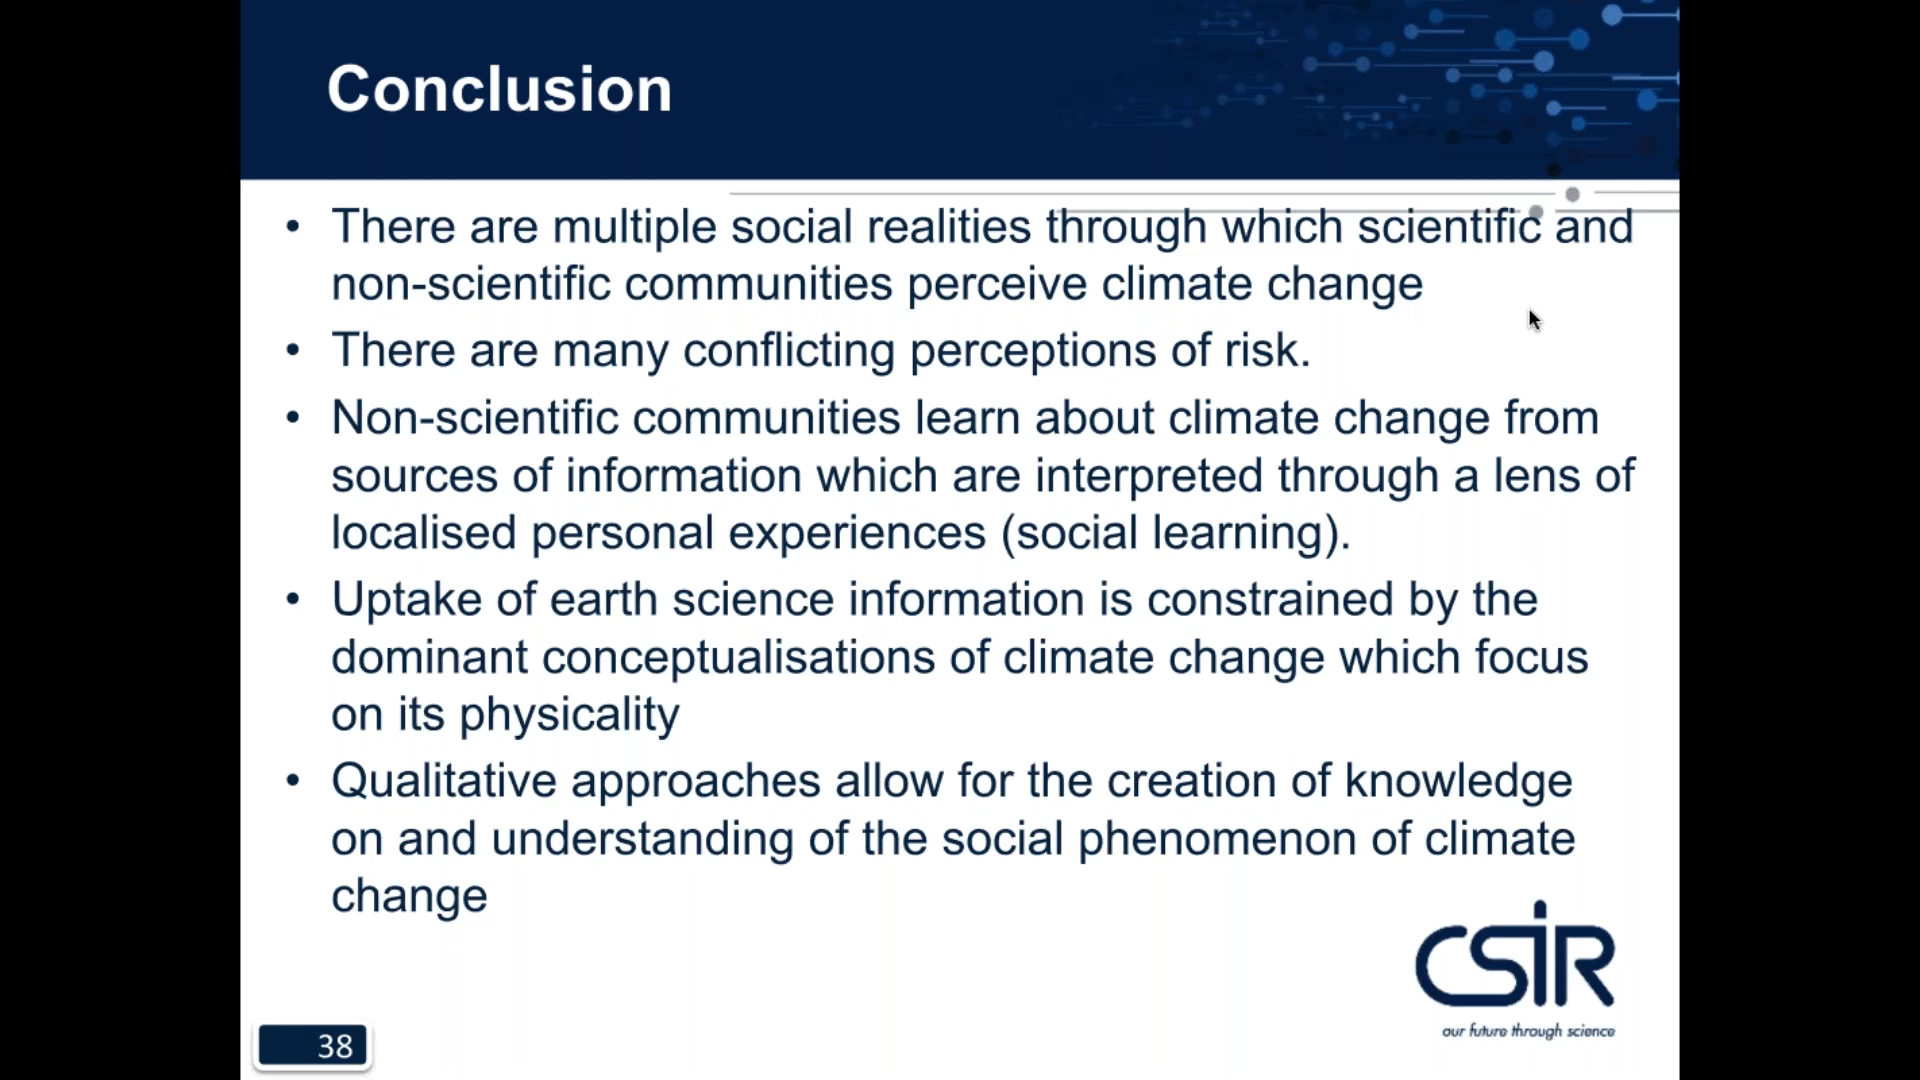 Conclusion
• There are multiple social realities through which scientific and
non-scientific communities perceive climate change
• There are many conflicting perceptions of risk.
• Non-scientific communities learn about climate change from
sources of information which are interpreted through a lens of
localised personal experiences (social learning).
• Uptake of earth science information is constrained by the
dominant conceptualisations of climate change which focus
on its physicality
• Qualitative approaches allow for the creation of knowledge
on and understanding of the social phenomenon of climate
change
CSIR
our future through science
38